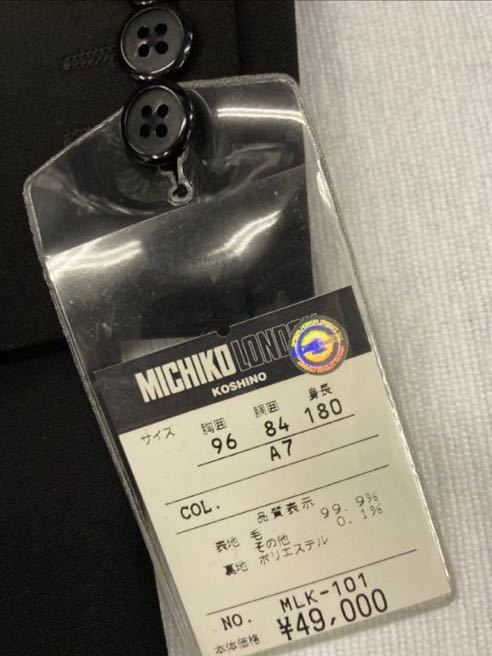 MICHIKO LONDON
KOSHINO
サイズ 胸囲 胴囲 身長
96 84 180
A7
COL.
品質表示
表地 毛 99.9%
その他 0.1%
裏地 ポリエステル
NO. MLK-101
本体価格 ¥49,000